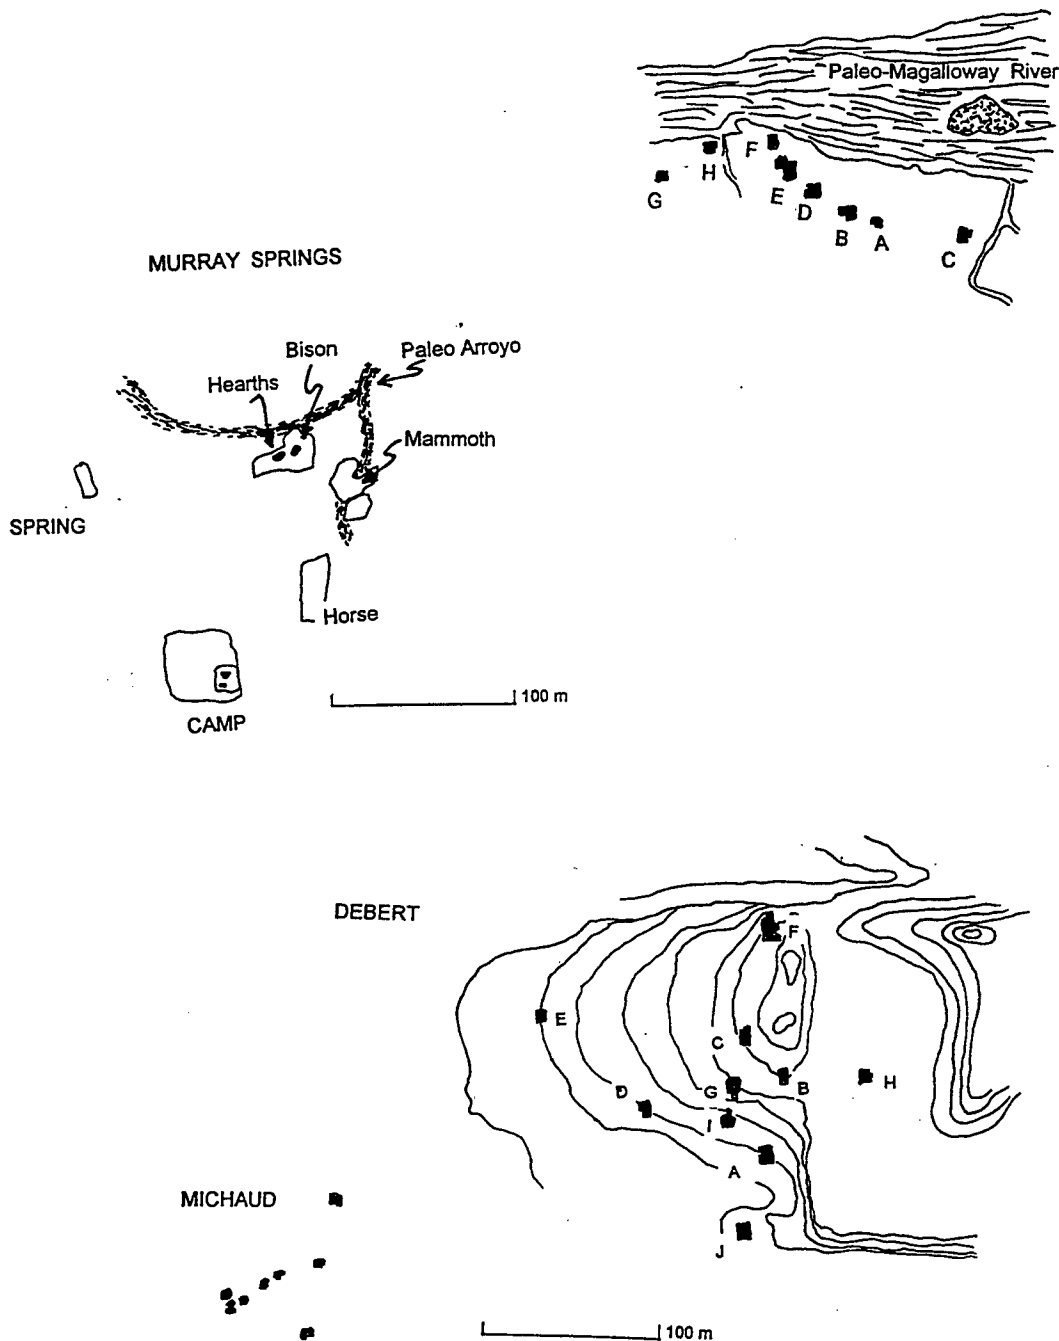 Paleo-Magalloway River
F
H
E
G
D
B
A
C
MURRAY SPRINGS
Bison
Paleo Arroyo
Hearths
Mammoth
SPRING
Horse
100 m
CAMP
DEBERT
F
E
C
H
B
D
G
I
A
MICHAUD
J
100 m